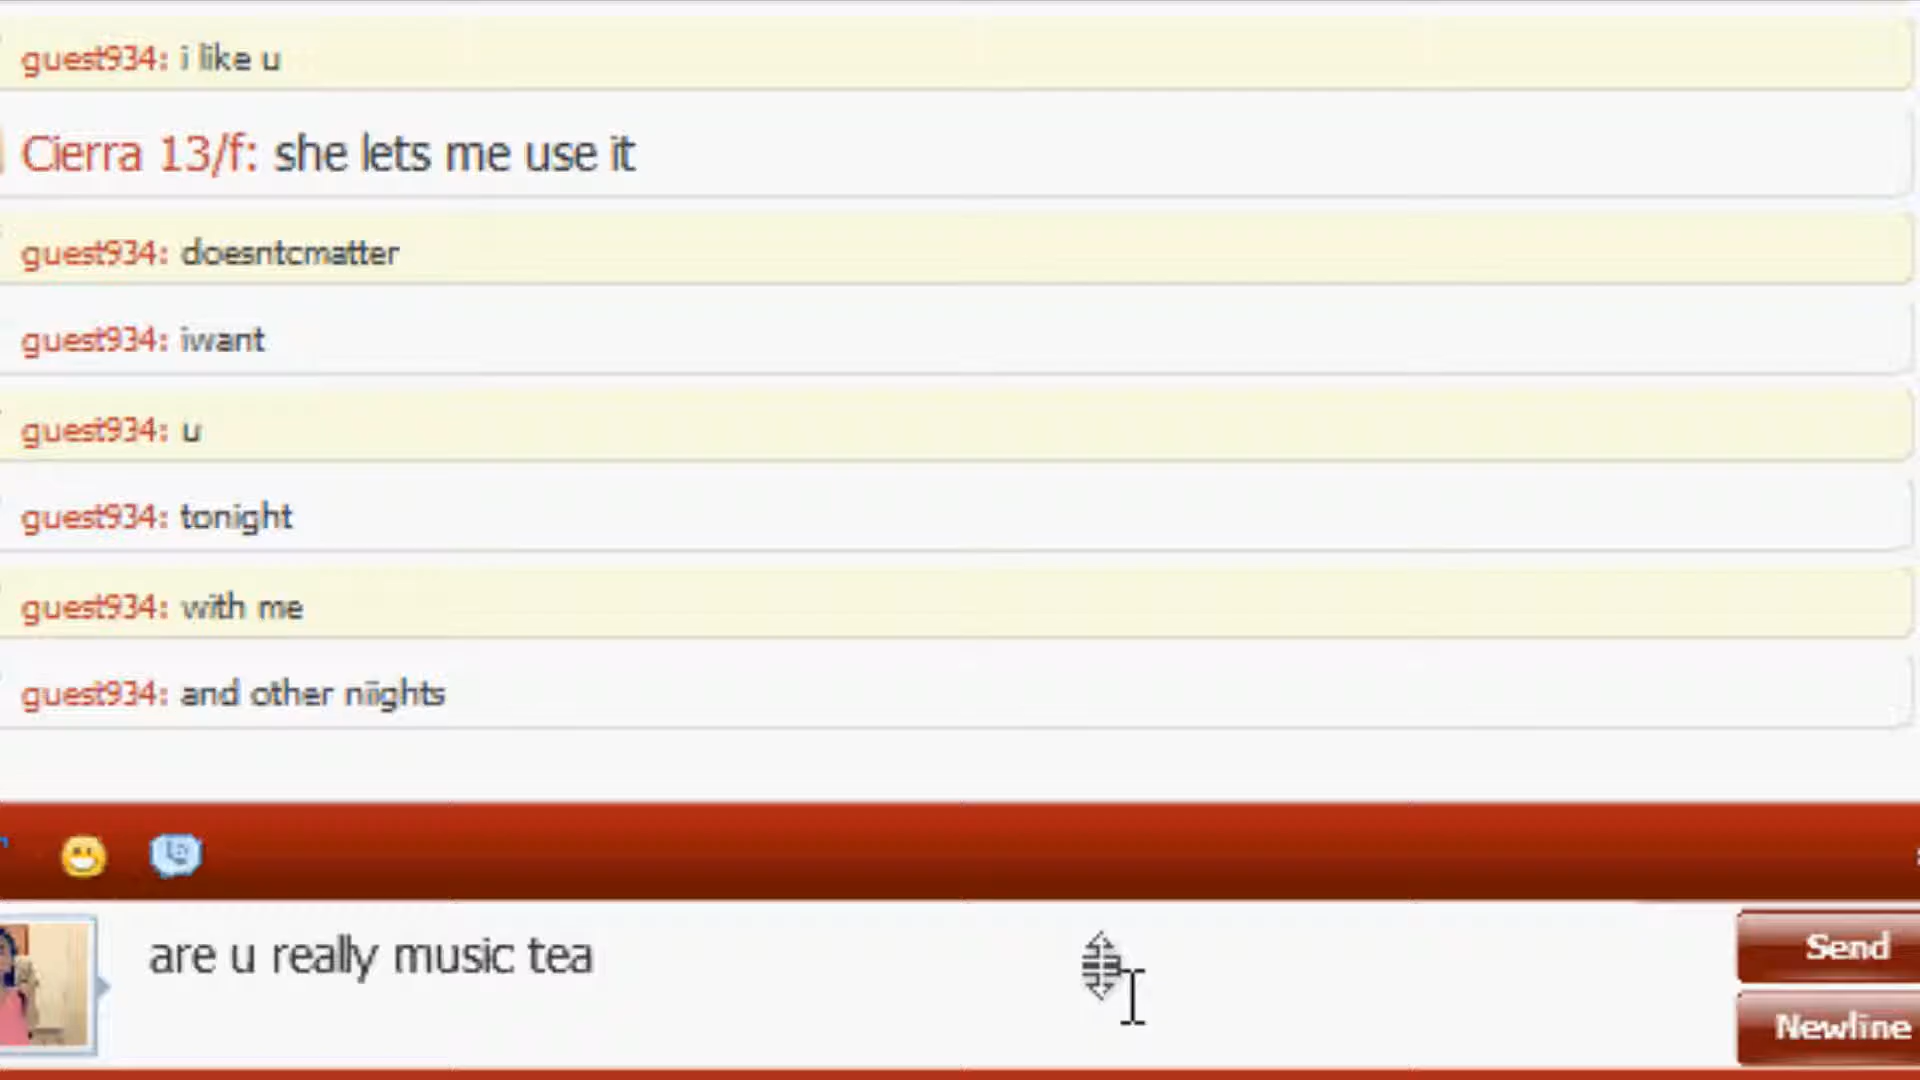 guest934: i like u
Cierra 13/f: she lets me use it
guest934: doesntcmatter
guest934: iwant
guest934: u
guest934: tonight
guest934: with me
guest934: and other niights
are u really music tea
Send
Newline